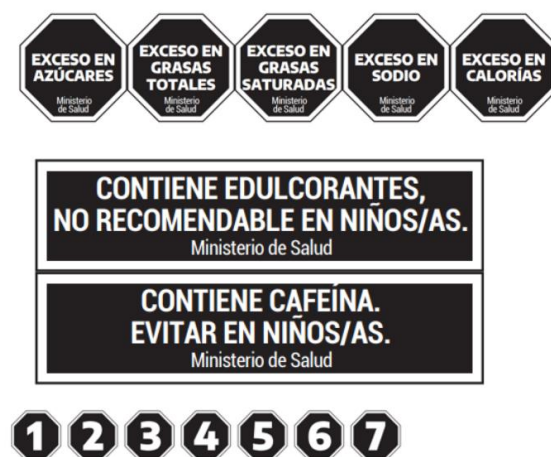 EXCESO EN
AZÚCARES
Ministerio
de Salud
EXCESO EN
GRASAS
TOTALES
Ministerio
de Salud
EXCESO EN
GRASAS
SATURADAS
Ministerio
de Salud
EXCESO EN
SODIO
Ministerio
de Salud
EXCESO EN
CALORÍAS
Ministerio
de Salud
CONTIENE EDULCORANTES,
NO RECOMENDABLE EN NIÑOS/AS.
Ministerio de Salud
CONTIENE CAFEÍNA.
EVITAR EN NIÑOS/AS.
Ministerio de Salud
1 2 3 4 5 6 7